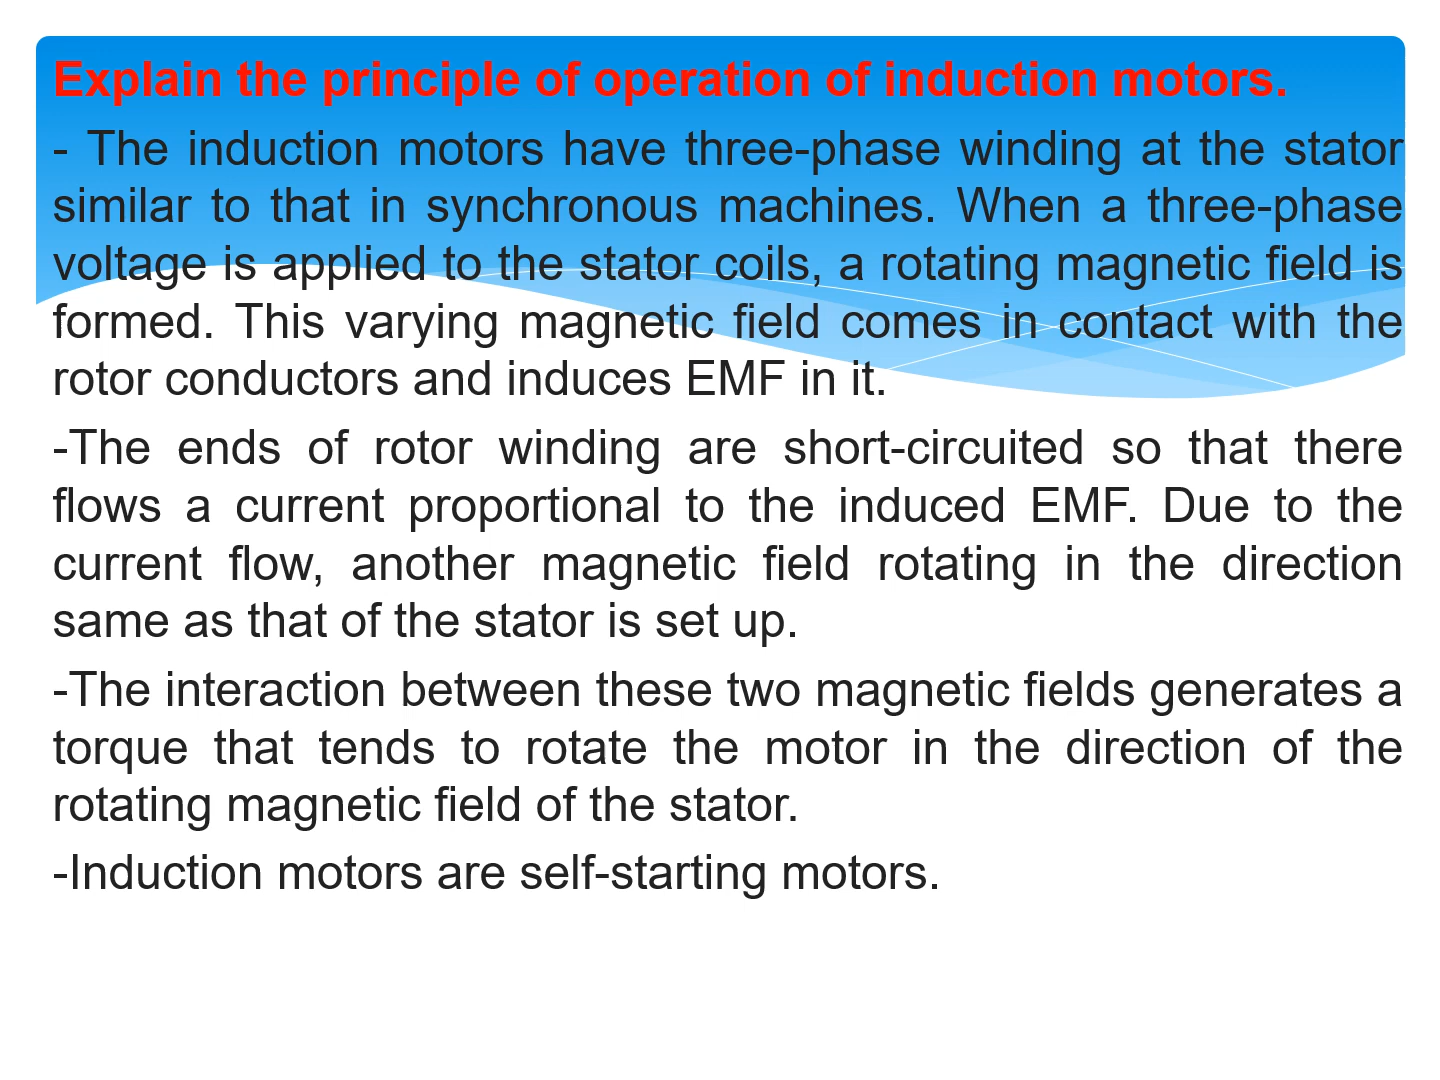 Explain the principle of operation of induction motors.
- The induction motors have three-phase winding at the stator
similar to that in synchronous machines. When a three-phase
voltage is applied to the stator coils, a rotating magnetic field is
formed. This varying magnetic field comes in contact with the
rotor conductors and induces EMF in it.
-The ends of rotor winding are short-circuited so that there
flows a current proportional to the induced EMF. Due to the
current flow, another magnetic field rotating in the direction
same as that of the stator is set up.
-The interaction between these two magnetic fields generates a
torque that tends to rotate the motor in the direction of the
rotating magnetic field of the stator.
-Induction motors are self-starting motors.